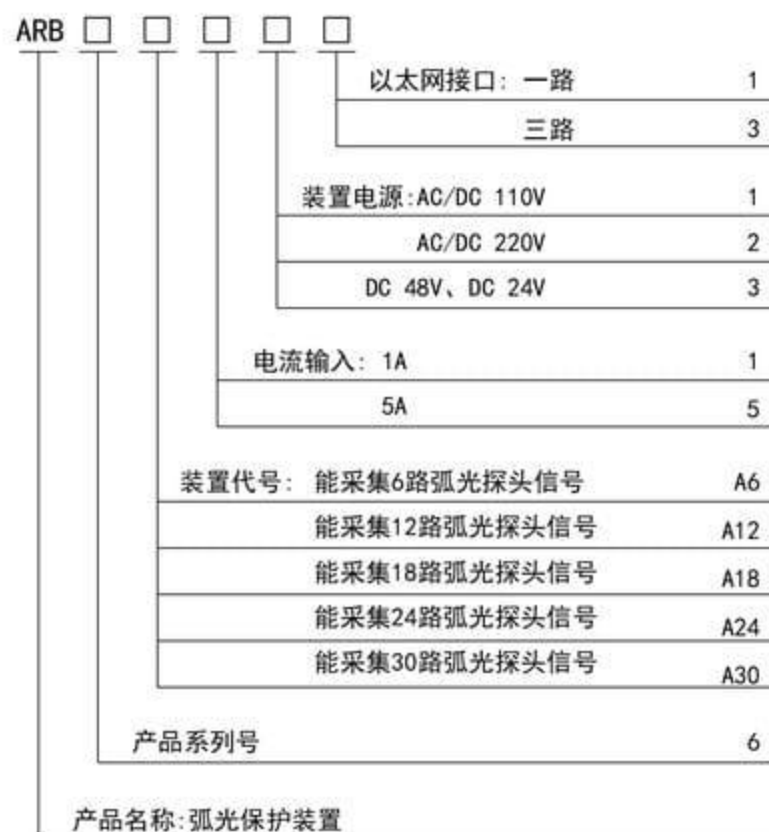 ARB □ □ □ □ □
以太网接口: 一路 1
三路 3
装置电源:AC/DC 110V 1
AC/DC 220V 2
DC 48V、DC 24V 3
电流输入: 1A 1
5A 5
装置代号: 能采集6路弧光探头信号 A6
能采集12路弧光探头信号 A12
能采集18路弧光探头信号 A18
能采集24路弧光探头信号 A24
能采集30路弧光探头信号 A30
产品系列号 6
产品名称:弧光保护装置